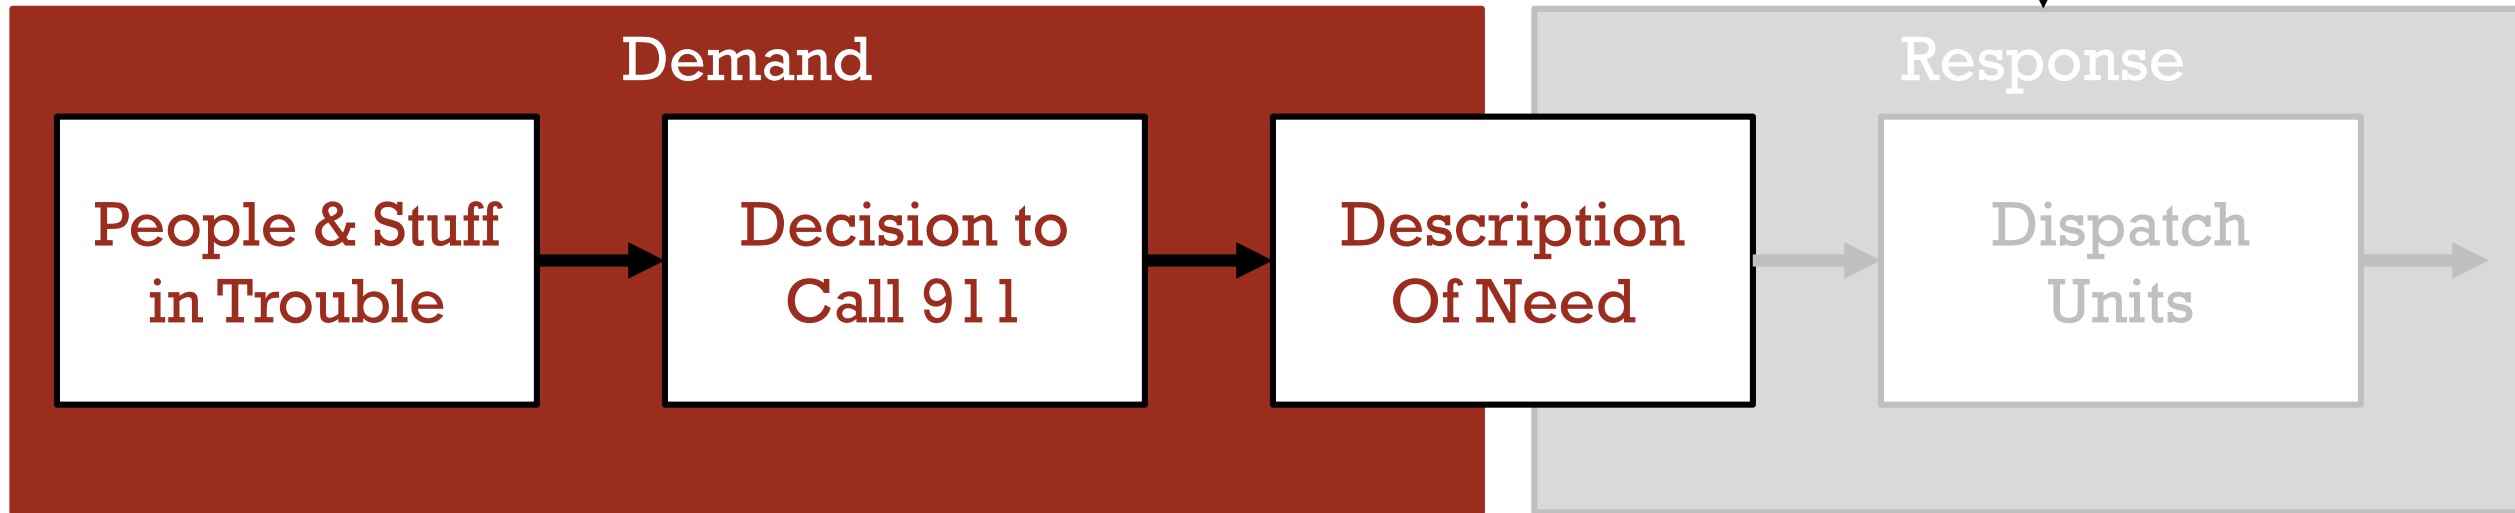 Demand
Response
People & Stuff
in Trouble
Decision to
Call 911
Description
Of Need
Dispatch
Units